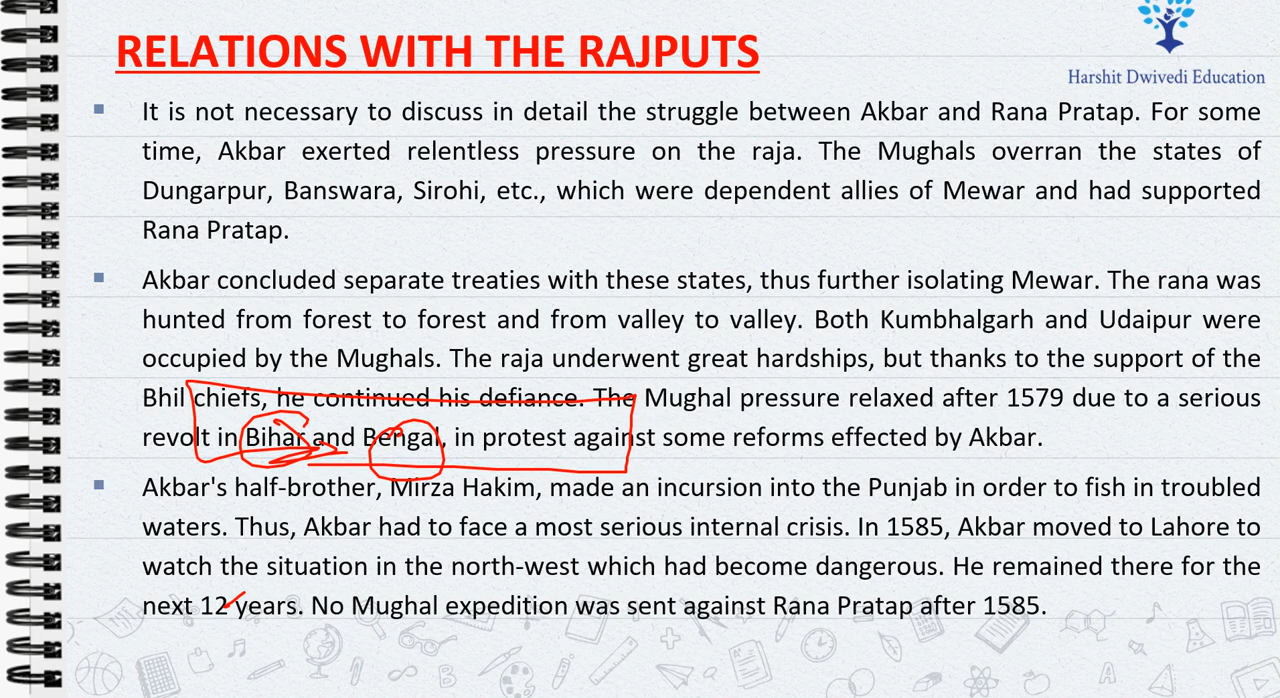 RELATIONS WITH THE RAJPUTS
Harshit Dwivedi Education
It is not necessary to discuss in detail the struggle between Akbar and Rana Pratap. For some
time, Akbar exerted relentless pressure on the raja. The Mughals overran the states of
Dungarpur, Banswara, Sirohi, etc., which were dependent allies of Mewar and had supported
Rana Pratap.
Akbar concluded separate treaties with these states, thus further isolating Mewar. The rana was
hunted from forest to forest and from valley to valley. Both Kumbhalgarh and Udaipur were
occupied by the Mughals. The raja underwent great hardships, but thanks to the support of the
Bhil chiefs, he continued his defiance. The Mughal pressure relaxed after 1579 due to a serious
revolt in Bihar and Bengal, in protest against some reforms effected by Akbar.
Akbar's half-brother, Mirza Hakim, made an incursion into the Punjab in order to fish in troubled
waters. Thus, Akbar had to face a most serious internal crisis. In 1585, Akbar moved to Lahore to
watch the situation in the north-west which had become dangerous. He remained there for the
next 12 years. No Mughal expedition was sent against Rana Pratap after 1585.